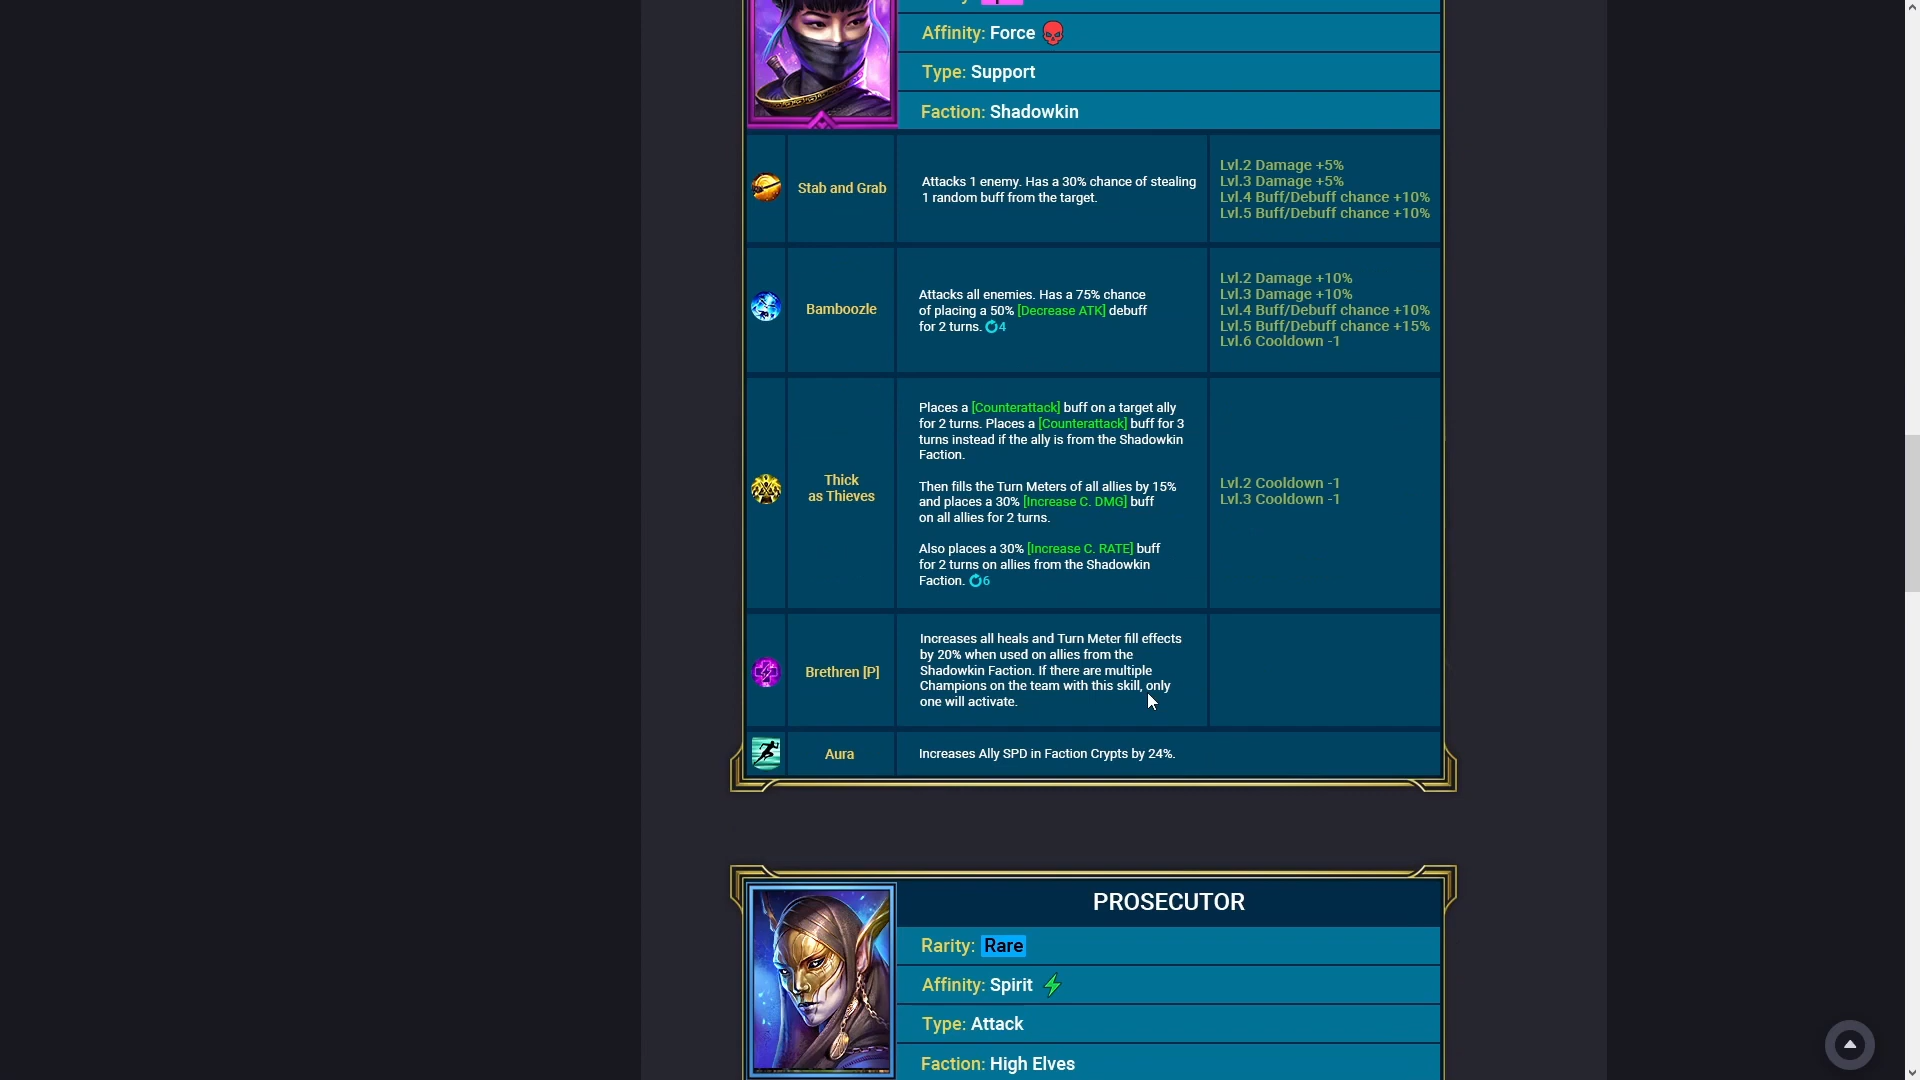 Affinity: Force
Type: Support
Faction: Shadowkin
Stab and Grab
Attacks 1 enemy. Has a 30% chance of stealing
1 random buff from the target.
Lvl.2 Damage +5%
Lvl.3 Damage +5%
Lvl.4 Buff/Debuff chance +10%
Lvl.5 Buff/Debuff chance +10%
Bamboozle
Attacks all enemies. Has a 75% chance
of placing a 50% [Decrease ATK] debuff
for 2 turns. 4
Lvl.2 Damage +10%
Lvl.3 Damage +10%
Lvl.4 Buff/Debuff chance +10%
Lvl.5 Buff/Debuff chance +15%
Lvl.6 Cooldown -1
Thick
as Thieves
Places a [Counterattack] buff on a target ally
for 2 turns. Places a [Counterattack] buff for 3
turns instead if the ally is from the Shadowkin
Faction.
Then fills the Turn Meters of all allies by 15%
and places a 30% [Increase C. DMG] buff
on all allies for 2 turns.
Also places a 30% [Increase C. RATE] buff
for 2 turns on allies from the Shadowkin
Faction. 6
Lvl.2 Cooldown -1
Lvl.3 Cooldown -1
Brethren [P]
Increases all heals and Turn Meter fill effects
by 20% when used on allies from the
Shadowkin Faction. If there are multiple
Champions on the team with this skill, only
one will activate.
Aura
Increases Ally SPD in Faction Crypts by 24%.
PROSECUTOR
Rarity: Rare
Affinity: Spirit
Type: Attack
Faction: High Elves